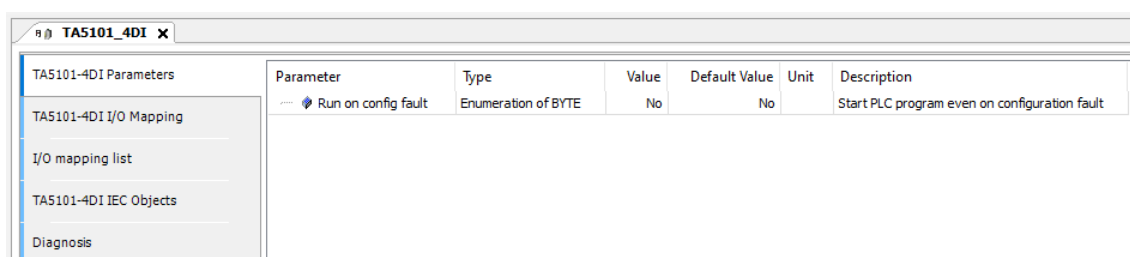 TA5101_4DI X
TA5101-4DI Parameters
TA5101-4DI I/O Mapping
I/O mapping list
TA5101-4DI IEC Objects
Diagnosis
Parameter Type Value Default Value Unit Description
Run on config fault Enumeration of BYTE No No Start PLC program even on configuration fault